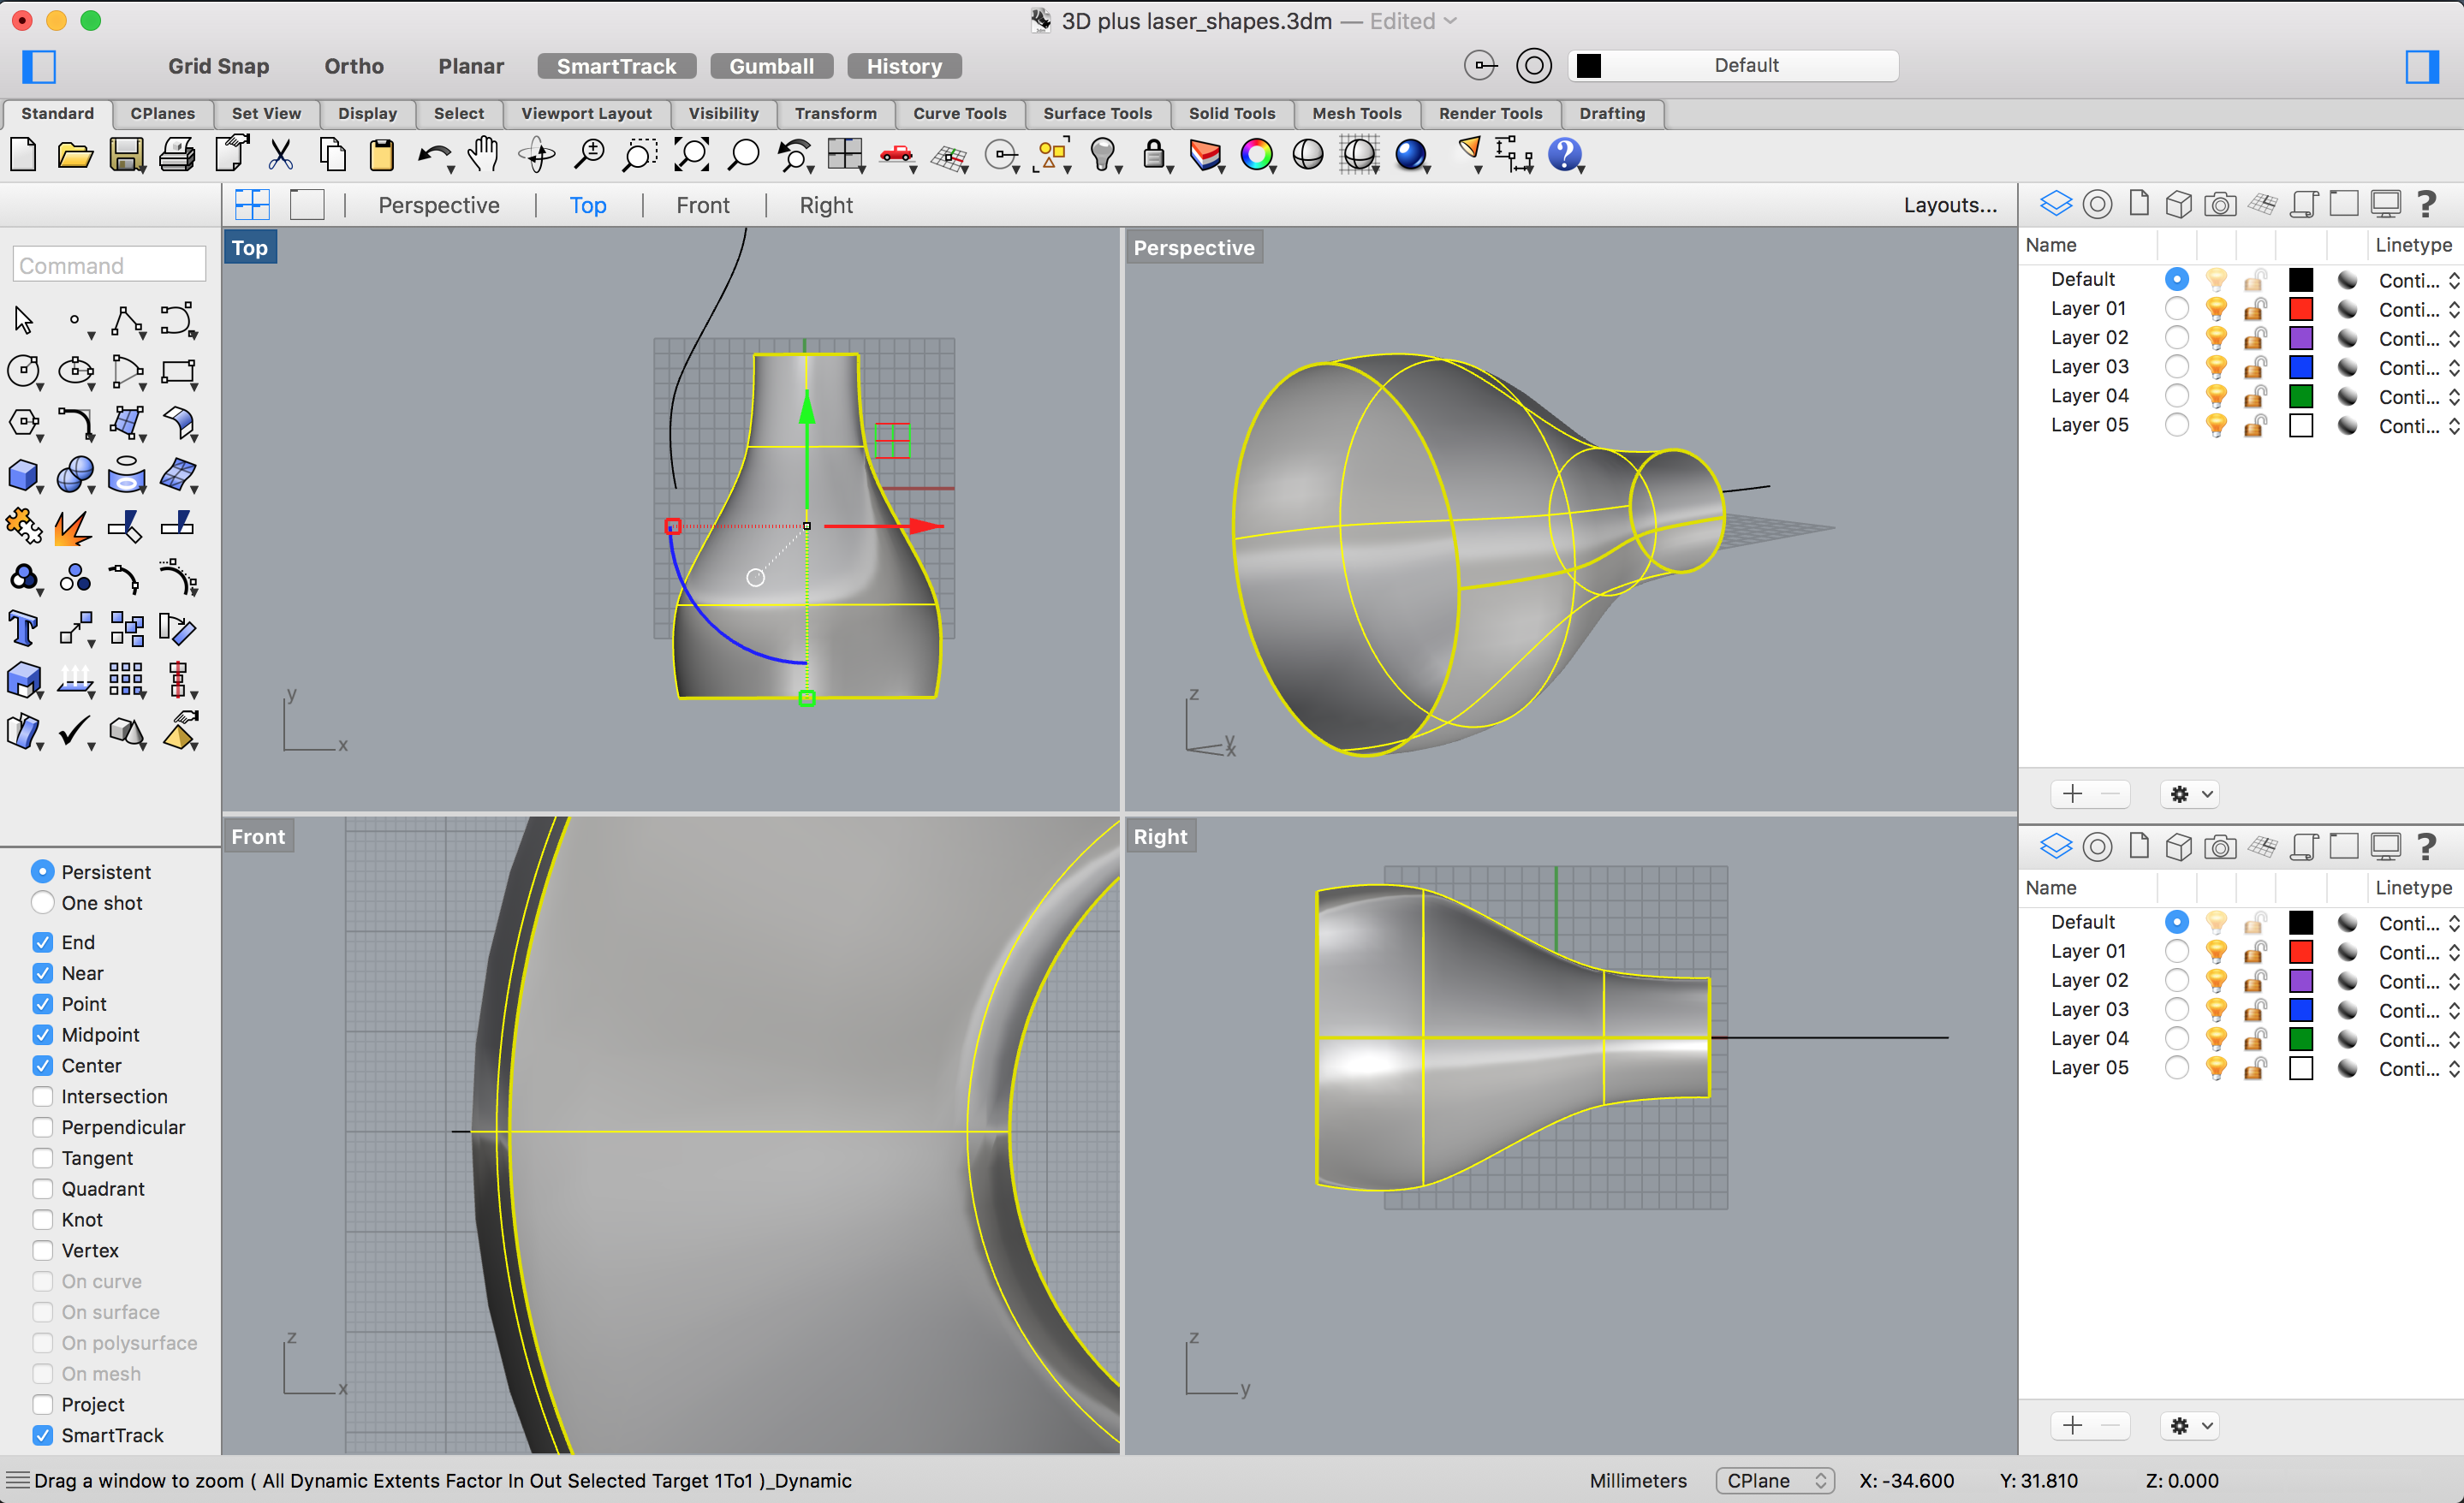 3D plus laser_shapes.3dm — Edited
Grid Snap Ortho Planar SmartTrack Gumball History Default
Standard CPlanes Set View Display Select Viewport Layout Visibility Transform Curve Tools Surface Tools Solid Tools Mesh Tools Render Tools Drafting
Perspective Top Front Right Layouts...
Command
Top
y
x
Perspective
z
y
x
Front
z
x
Right
z
y
Name Linetype
Default Conti...
Layer 01 Conti...
Layer 02 Conti...
Layer 03 Conti...
Layer 04 Conti...
Layer 05 Conti...
Name Linetype
Default Conti...
Layer 01 Conti...
Layer 02 Conti...
Layer 03 Conti...
Layer 04 Conti...
Layer 05 Conti...
Persistent
One shot
End
Near
Point
Midpoint
Center
Intersection
Perpendicular
Tangent
Quadrant
Knot
Vertex
On curve
On surface
On polysurface
On mesh
Project
SmartTrack
Drag a window to zoom ( All Dynamic Extents Factor In Out Selected Target 1To1 )_Dynamic
Millimeters CPlane X: -34.600 Y: 31.810 Z: 0.000